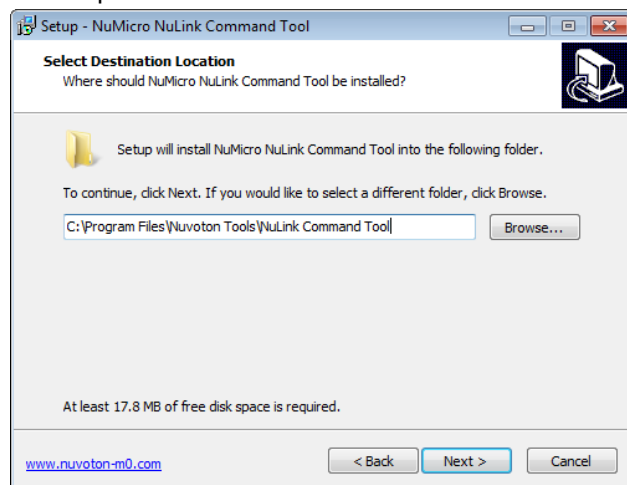 Setup - NuMicro NuLink Command Tool
Select Destination Location
Where should NuMicro NuLink Command Tool be installed?
Setup will install NuMicro NuLink Command Tool into the following folder.
To continue, click Next. If you would like to select a different folder, click Browse.
C:\Program Files\Nuvoton Tools\NuLink Command Tool
Browse...
At least 17.8 MB of free disk space is required.
www.nuvoton-m0.com
< Back
Next >
Cancel